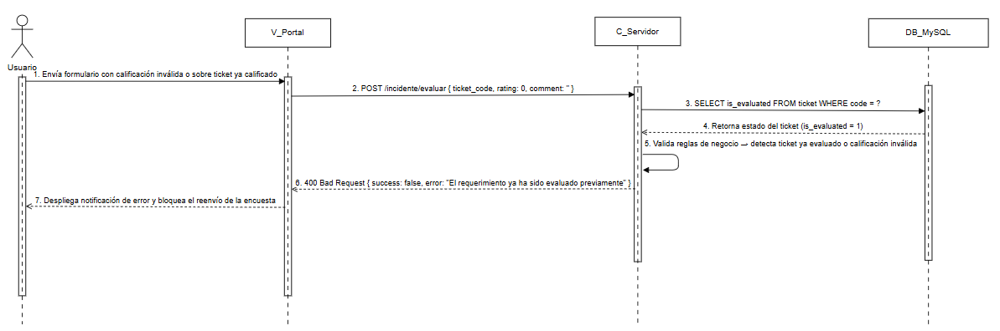 V_Portal
C_Servidor
DB_MySQL
Usuario
1. Envía formulario con calificación inválida o sobre ticket ya calificado
2. POST /incidente/evaluar { ticket_code, rating: 0, comment: '' }
3. SELECT is_evaluated FROM ticket WHERE code = ?
4. Retorna estado del ticket (is_evaluated = 1)
5. Valida reglas de negocio → detecta ticket ya evaluado o calificación inválida
6. 400 Bad Request { success: false, error: "El requerimiento ya ha sido evaluado previamente" }
7. Despliega notificación de error y bloquea el reenvío de la encuesta